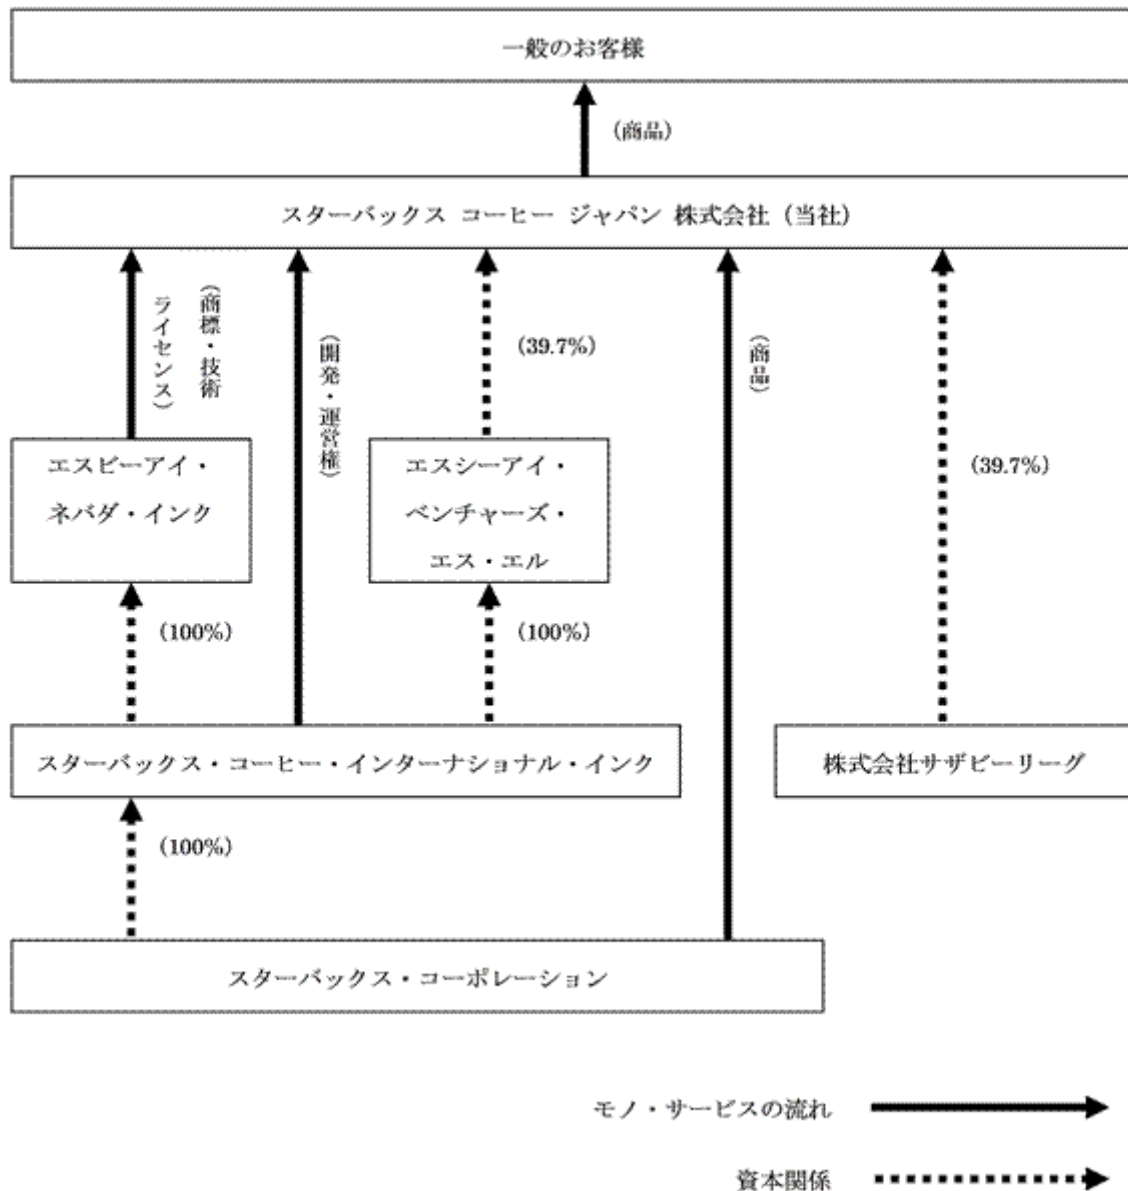 一般のお客様
(商品)
スターバックス コーヒー ジャパン 株式会社（当社）
(商標・技術
ライセンス)
(開発・運営権)
(39.7%)
(商品)
(39.7%)
エスビーアイ・
ネバダ・インク
エスシーアイ・
ベンチャーズ・
エス・エル
(100%)
(100%)
スターバックス・コーヒー・インターナショナル・インク
株式会社サザビーリーグ
(100%)
スターバックス・コーポレーション
モノ・サービスの流れ
資本関係